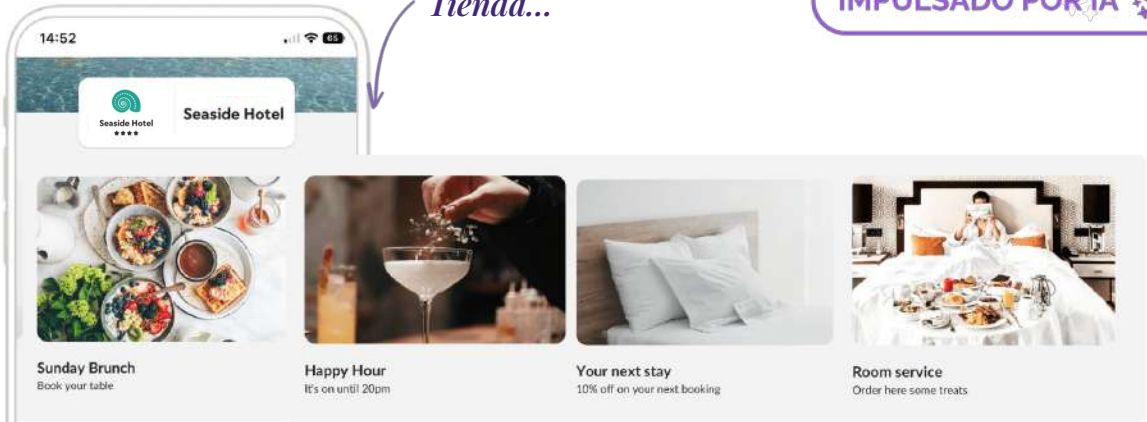 Tienda...
IMPULSADO POR IA
14:52
65
Seaside Hotel
Seaside Hotel
Sunday Brunch
Book your table
Happy Hour
It's on until 20pm
Your next stay
10% off on your next booking
Room service
Order here some treats